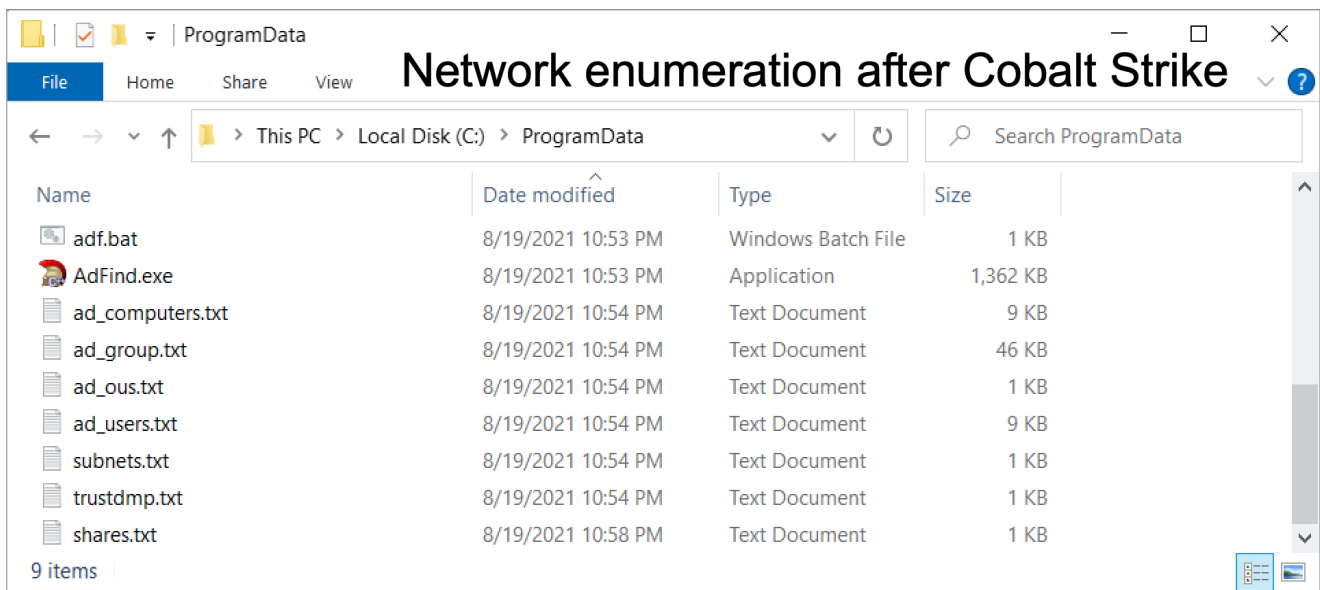 ProgramData
Network enumeration after Cobalt Strike
File Home Share View
This PC > Local Disk (C:) > ProgramData
Search ProgramData
Name Date modified Type Size
adf.bat 8/19/2021 10:53 PM Windows Batch File 1 KB
AdFind.exe 8/19/2021 10:53 PM Application 1,362 KB
ad_computers.txt 8/19/2021 10:54 PM Text Document 9 KB
ad_group.txt 8/19/2021 10:54 PM Text Document 46 KB
ad_ous.txt 8/19/2021 10:54 PM Text Document 1 KB
ad_users.txt 8/19/2021 10:54 PM Text Document 9 KB
subnets.txt 8/19/2021 10:54 PM Text Document 1 KB
trustdmp.txt 8/19/2021 10:54 PM Text Document 1 KB
shares.txt 8/19/2021 10:58 PM Text Document 1 KB
9 items